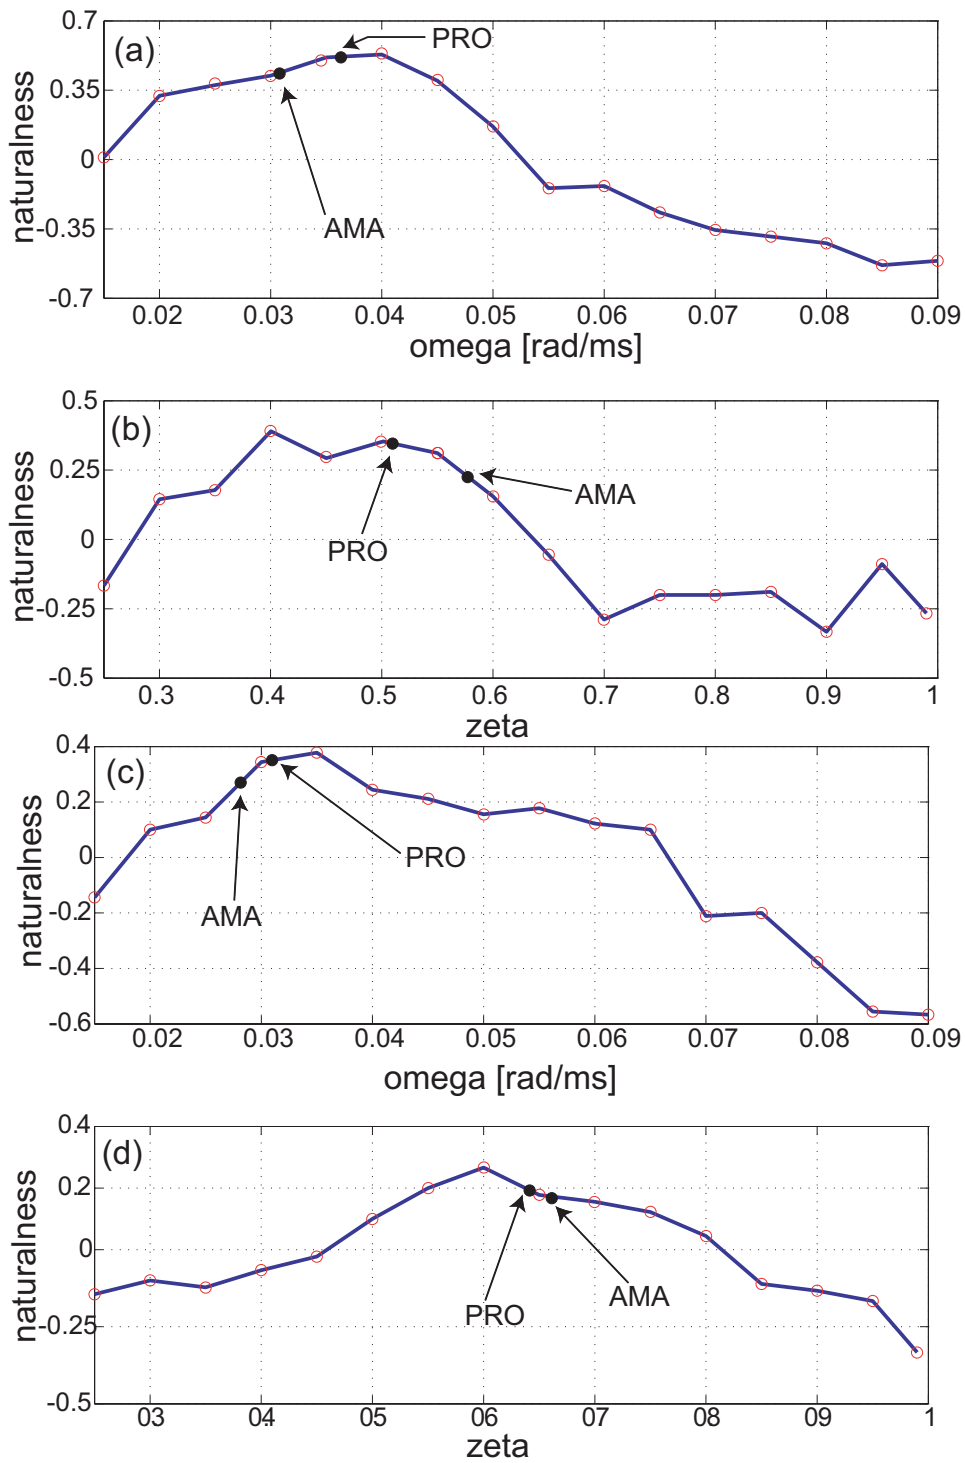 0.7
(a)
PRO
0.35
0
AMA
-0.35
-0.7
naturalness
0.02 0.03 0.04 0.05 0.06 0.07 0.08 0.09
omega [rad/ms]
0.5
(b)
0.25
AMA
PRO
0
-0.25
-0.5
naturalness
0.3 0.4 0.5 0.6 0.7 0.8 0.9 1
zeta
0.4
(c)
0.2
PRO
0
AMA
-0.2
-0.4
-0.6
naturalness
0.02 0.03 0.04 0.05 0.06 0.07 0.08 0.09
omega [rad/ms]
0.4
(d)
0.2
0
AMA
PRO
-0.25
-0.5
naturalness
03 04. 05 06 07 08 09 1
zeta